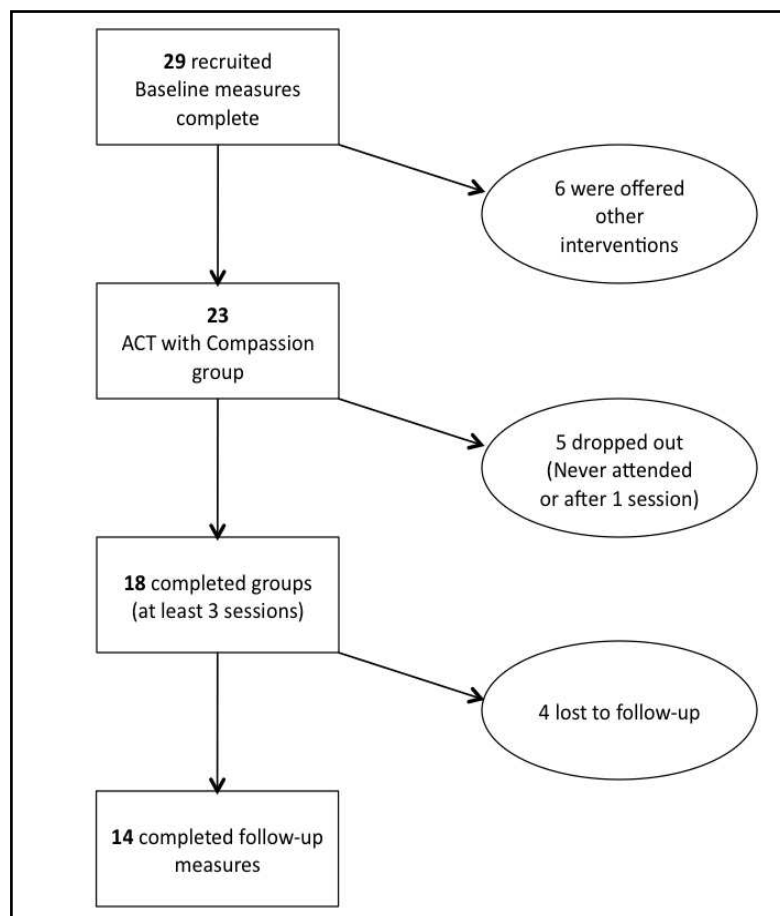 29 recruited
Baseline measures
complete
6 were offered
other
interventions
23
ACT with Compassion
group
5 dropped out
(Never attended
or after 1 session)
18 completed groups
(at least 3 sessions)
4 lost to follow-up
14 completed follow-up
measures